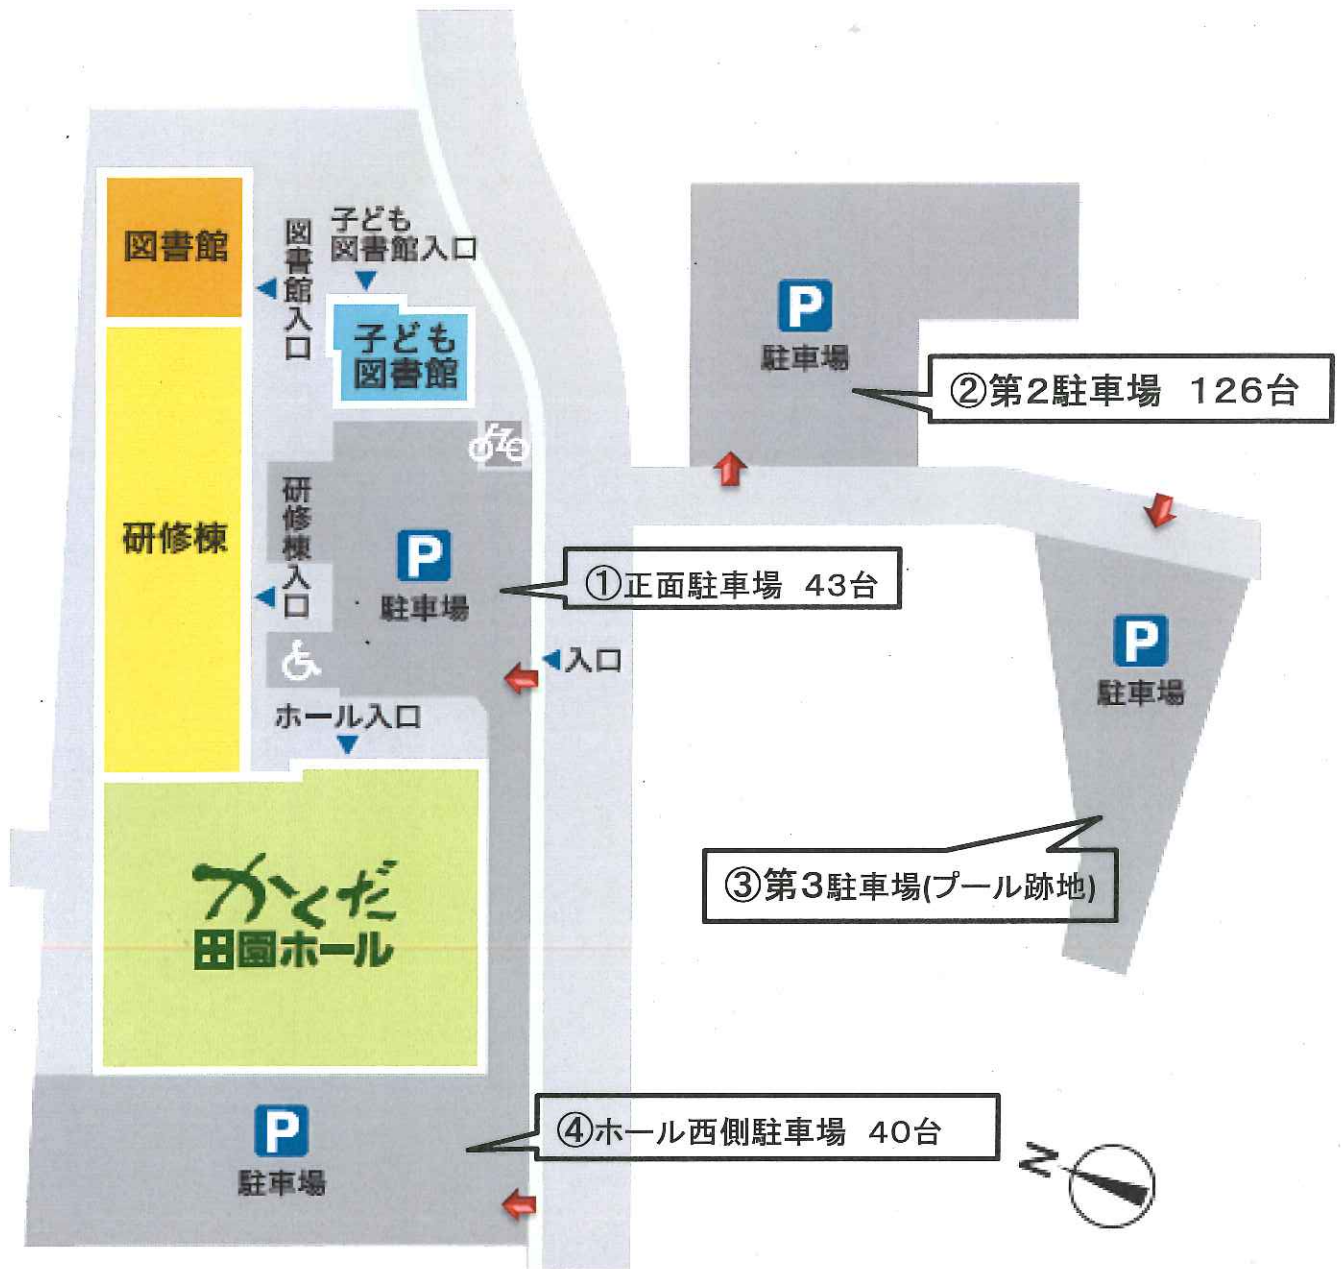 図書館
図書館入口
子ども
図書館入口
子ども
図書館
P
駐車場
②第2駐車場 126台
研修棟
研修棟入口
P
駐車場
①正面駐車場 43台
入口
P
駐車場
ホール入口
かくだ
田園ホール
③第3駐車場(プール跡地)
P
駐車場
④ホール西側駐車場 40台
N